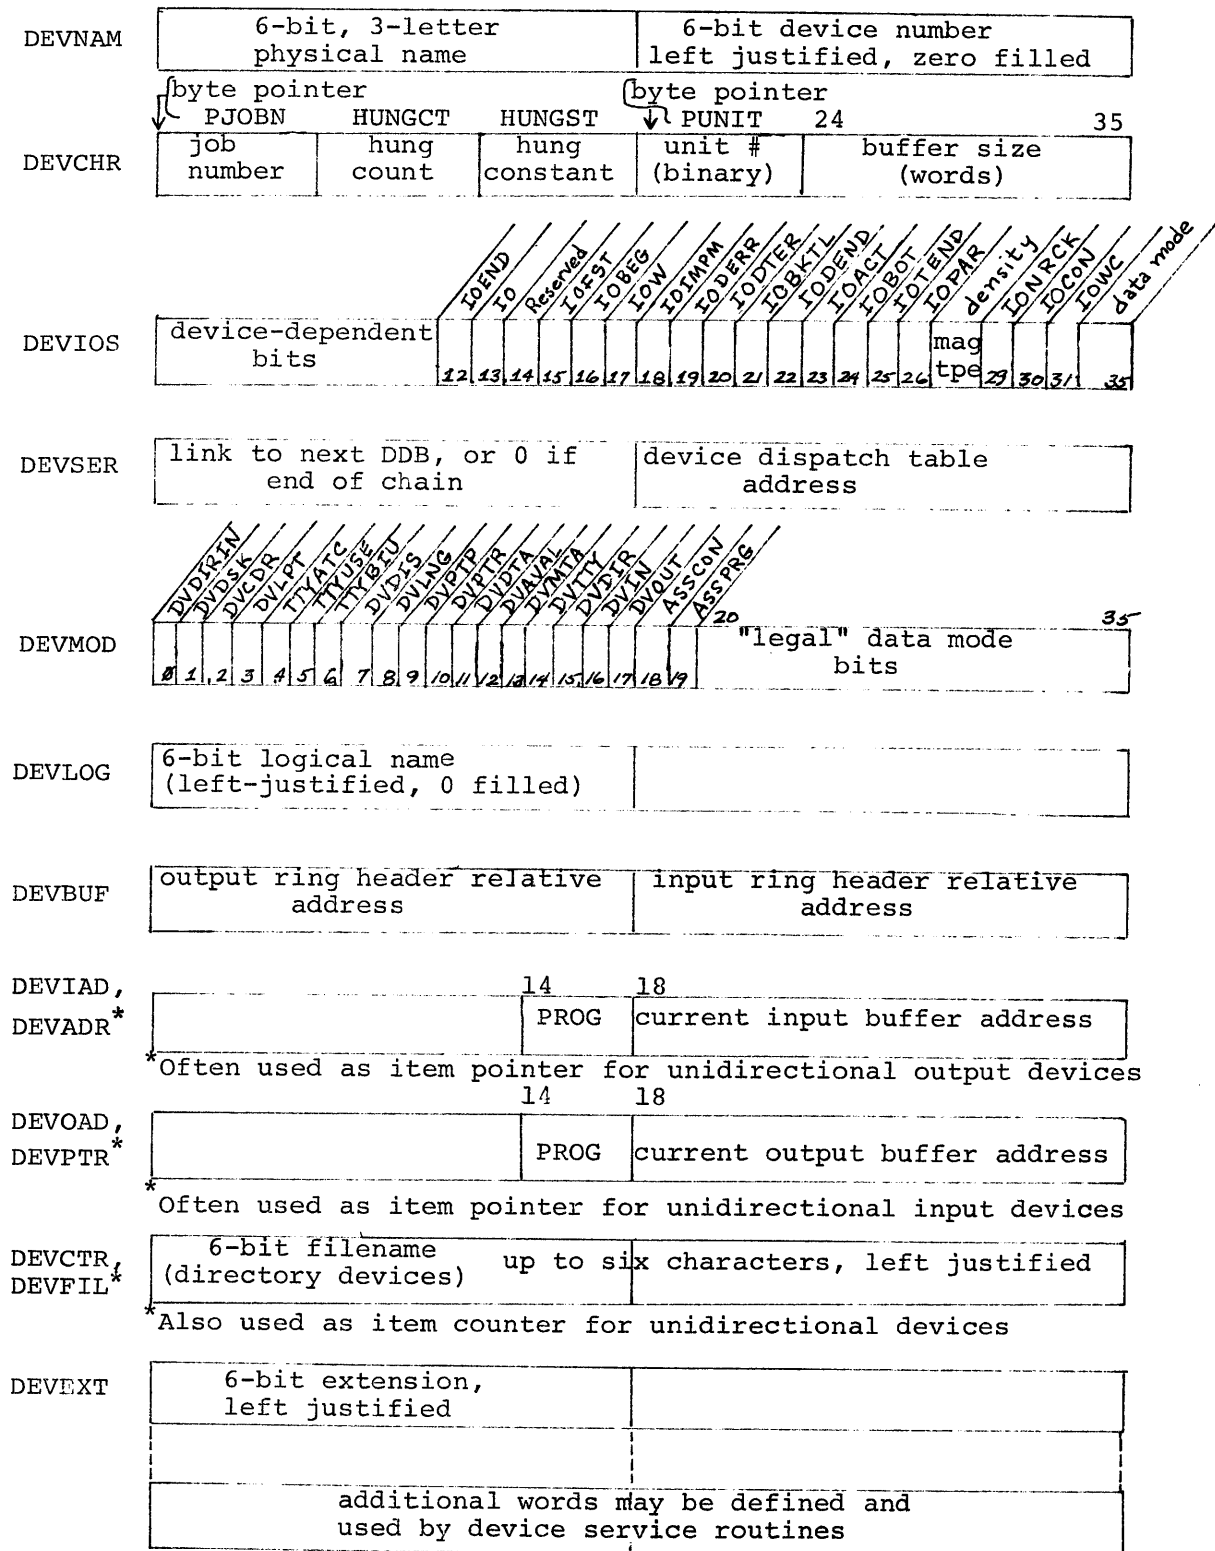 DEVNAM
6-bit, 3-letter physical name
6-bit device number left justified, zero filled
byte pointer
byte pointer
PJOBN HUNGCT HUNGST PUNIT 24 35
DEVCHR
job number
hung count
hung constant
unit # (binary)
buffer size (words)
IOEND IO Reserved IOFST IOBEG IOW IOIMPM IODERR IODTER IOBKTL IODEND IOACT IOBOT IOTEND IOPAR density IONRCK IOCON IOWC data mode
DEVIOS
device-dependent bits
mag tpe
12 13 14 15 16 17 18 19 20 21 22 23 24 25 26 29 30 31 35
DEVSER
link to next DDB, or 0 if end of chain
device dispatch table address
DVDIRIN DVDSK DVCDR DVLPT TTYATC TTYUSE TTYBIU DVDIS DVLNG DVPTP DVPTR DVDTA DVAVAL DVMTA DVTTY DVDIR DVIN DVOUT ASSCON ASSPRG
20 35
DEVMOD
"legal" data mode bits
0 1 2 3 4 5 6 7 8 9 10 11 12 13 14 15 16 17 18 19
DEVLOG
6-bit logical name
(left-justified, 0 filled)
DEVBUF
output ring header relative address
input ring header relative address
14 18
DEVIAD,
DEVADR*
PROG
current input buffer address
*Often used as item pointer for unidirectional output devices
14 18
DEVOAD,
DEVPTR*
PROG
current output buffer address
*Often used as item pointer for unidirectional input devices
DEVCTR,
DEVFIL*
6-bit filename
(directory devices)
up to six characters, left justified
*Also used as item counter for unidirectional devices
DEVEXT
6-bit extension,
left justified
additional words may be defined and
used by device service routines